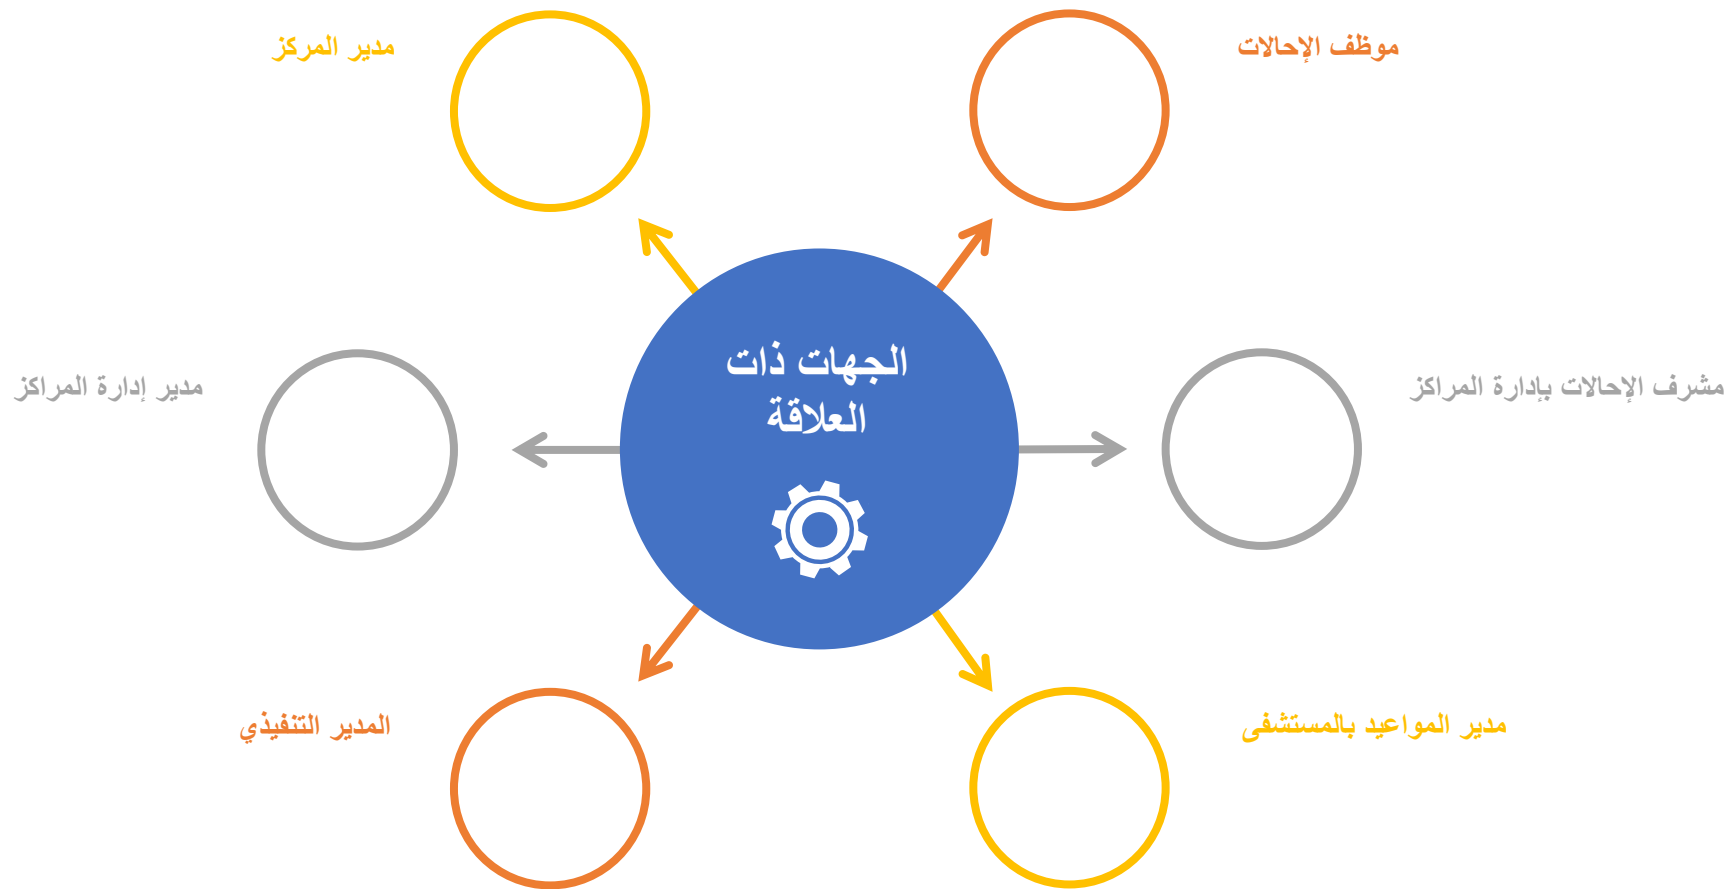 موظف الإحالات
مدير المركز
الجهات ذات
العلاقة
مشرف الإحالات بإدارة المراكز
مدير إدارة المراكز
مدير المواعيد بالمستشفى
المدير التنفيذي